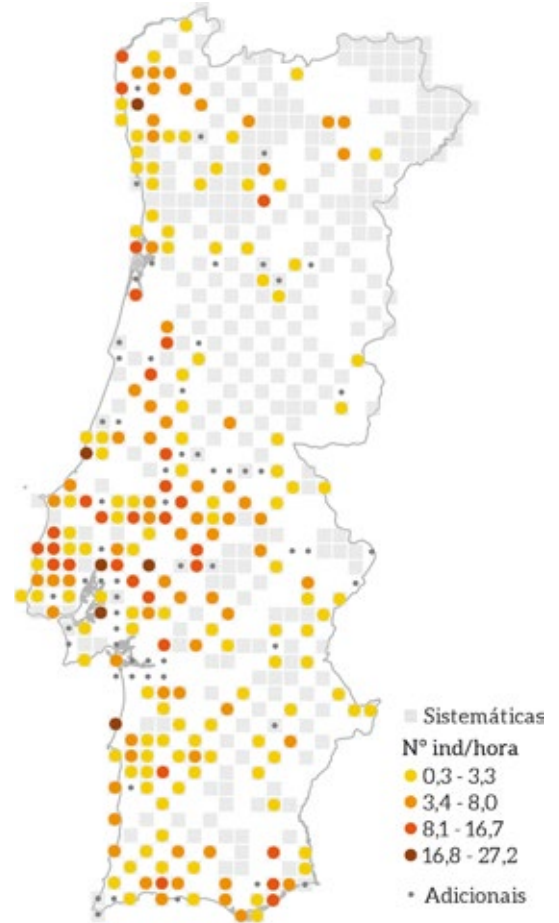 Sistemáticas
N° ind/hora
0,3 - 3,3
3,4 - 8,0
8,1 - 16,7
16,8 - 27,2
Adicionais